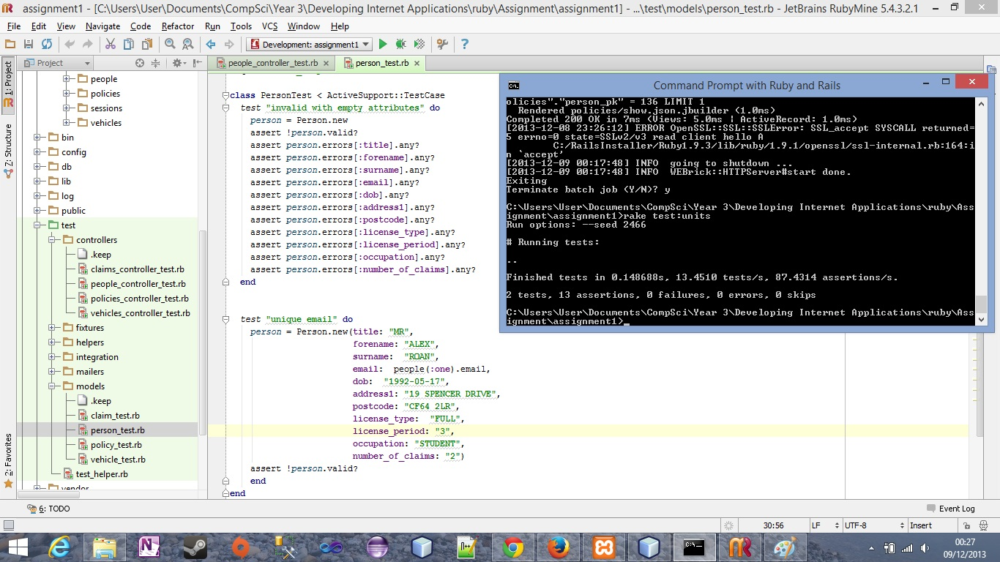 assignment1 - [C:\Users\User\Documents\CompSci\Year 3\Developing Internet Applications\ruby\Assignment\assignment1] - ...\test\models\person_test.rb - JetBrains RubyMine 5.4.3.2.1
File Edit View Navigate Code Refactor Run Tools VCS Window Help
Development: assignment1
1: Project
Z: Structure
2: Favorites
Project
people
policies
sessions
vehicles
bin
config
db
lib
log
public
test
controllers
.keep
claims_controller_test.rb
people_controller_test.rb
policies_controller_test.rb
vehicles_controller_test.rb
fixtures
helpers
integration
mailers
models
.keep
claim_test.rb
person_test.rb
policy_test.rb
vehicle_test.rb
test_helper.rb
vendor
people_controller_test.rb person_test.rb
class PersonTest < ActiveSupport::TestCase
test "invalid with empty attributes" do
person = Person.new
assert !person.valid?
assert person.errors[:title].any?
assert person.errors[:forename].any?
assert person.errors[:surname].any?
assert person.errors[:email].any?
assert person.errors[:dob].any?
assert person.errors[:address1].any?
assert person.errors[:postcode].any?
assert person.errors[:license_type].any?
assert person.errors[:license_period].any?
assert person.errors[:occupation].any?
assert person.errors[:number_of_claims].any?
end
test "unique email" do
person = Person.new(title: "MR",
forename: "ALEX",
surname: "ROAN",
email: people(:one).email,
dob: "1992-05-17",
address1: "19 SPENCER DRIVE",
postcode: "CF64 2LR",
license_type: "FULL",
license_period: "3",
occupation: "STUDENT",
number_of_claims: "2")
assert !person.valid?
end
end
Command Prompt with Ruby and Rails
olicies"."person_pk" = 136 LIMIT 1
Rendered policies/show.json.jbuilder (1.0ms)
Completed 200 OK in 7ms (Views: 5.0ms | ActiveRecord: 1.0ms)
[2013-12-08 23:26:12] ERROR OpenSSL::SSL::SSLError: SSL_accept SYSCALL returned=
5 errno=0 state=SSLv2/v3 read client hello A
C:/RailsInstaller/Ruby1.9.3/lib/ruby/1.9.1/openssl/ssl-internal.rb:164:i
n `accept'
[2013-12-09 00:17:48] INFO going to shutdown ...
[2013-12-09 00:17:48] INFO WEBrick::HTTPServer#start done.
Exiting
Terminate batch job (Y/N)? y
C:\Users\User\Documents\CompSci\Year 3\Developing Internet Applications\ruby\Ass
ignment\assignment1>rake test:units
Run options: --seed 2466
# Running tests:
..
Finished tests in 0.148688s, 13.4510 tests/s, 87.4314 assertions/s.
2 tests, 13 assertions, 0 failures, 0 errors, 0 skips
C:\Users\User\Documents\CompSci\Year 3\Developing Internet Applications\ruby\Ass
ignment\assignment1>_
6: TODO Event Log
30:56 LF UTF-8 Insert
00:27
09/12/2013